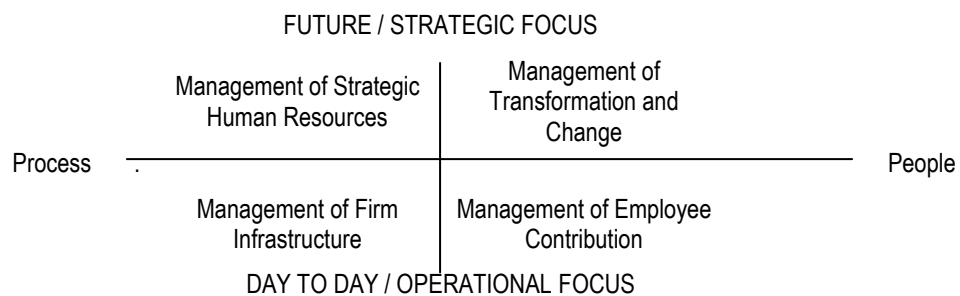 FUTURE / STRATEGIC FOCUS
Management of Strategic
Human Resources
Management of
Transformation and
Change
Process .
People
Management of Firm
Infrastructure
Management of Employee
Contribution
DAY TO DAY / OPERATIONAL FOCUS